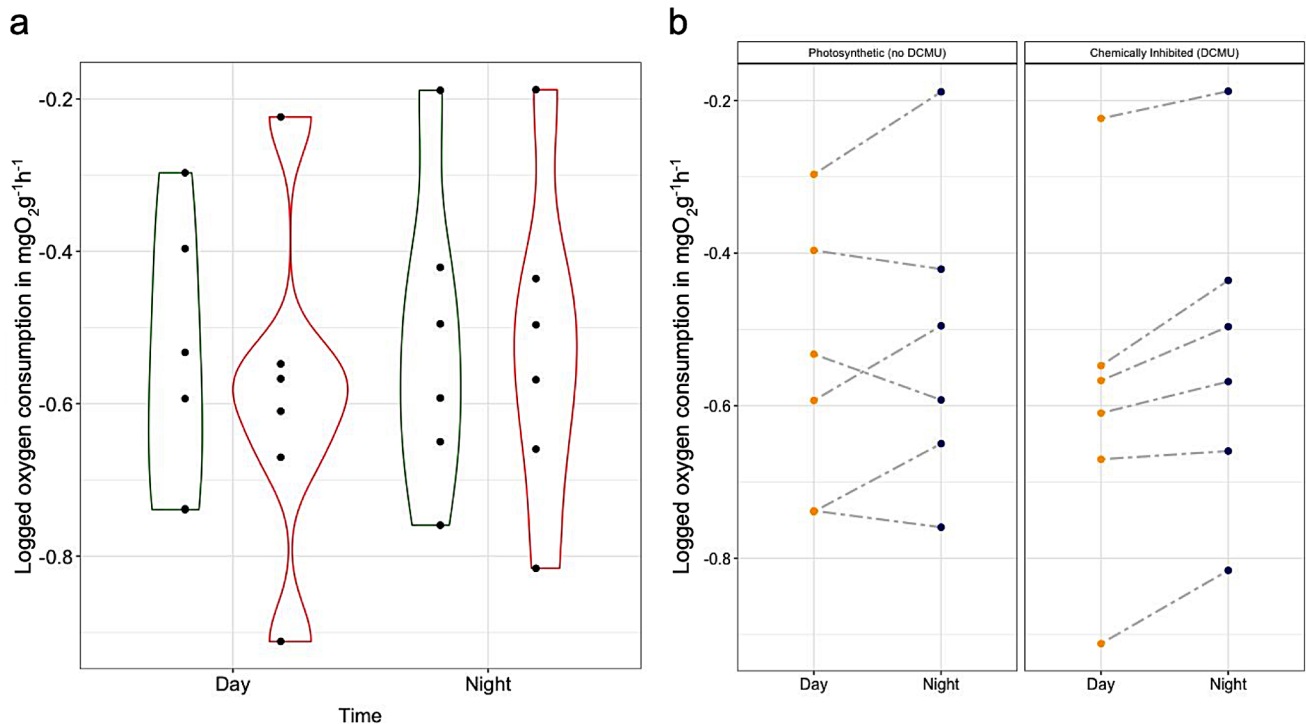 a
Logged oxygen consumption in mgO₂g⁻¹h⁻¹
-0.2
-0.4
-0.6
-0.8
Day
Night
Time
b
Photosynthetic (no DCMU)
Chemically Inhibited (DCMU)
Logged oxygen consumption in mgO₂g⁻¹h⁻¹
-0.2
-0.4
-0.6
-0.8
Day
Night
Day
Night